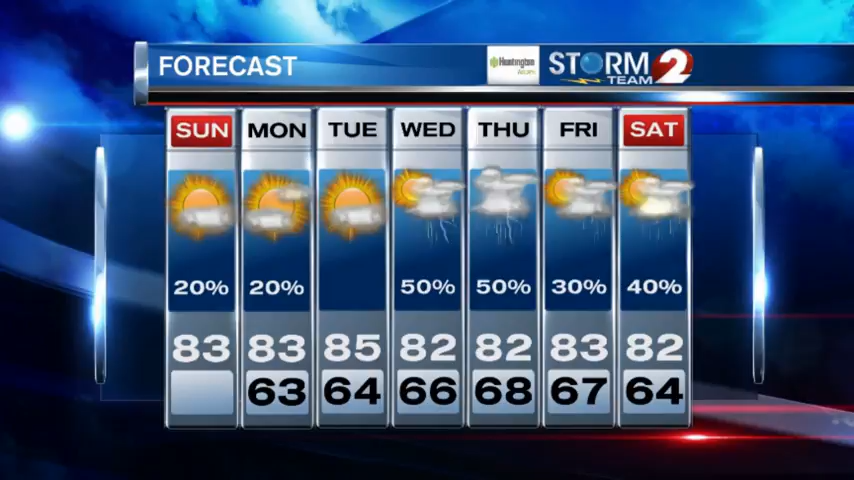 FORECAST
Huntington
STORM
TEAM 2
SUN MON TUE WED THU FRI SAT
20% 20% 50% 50% 30% 40%
83 83 85 82 82 83 82
63 64 66 68 67 64